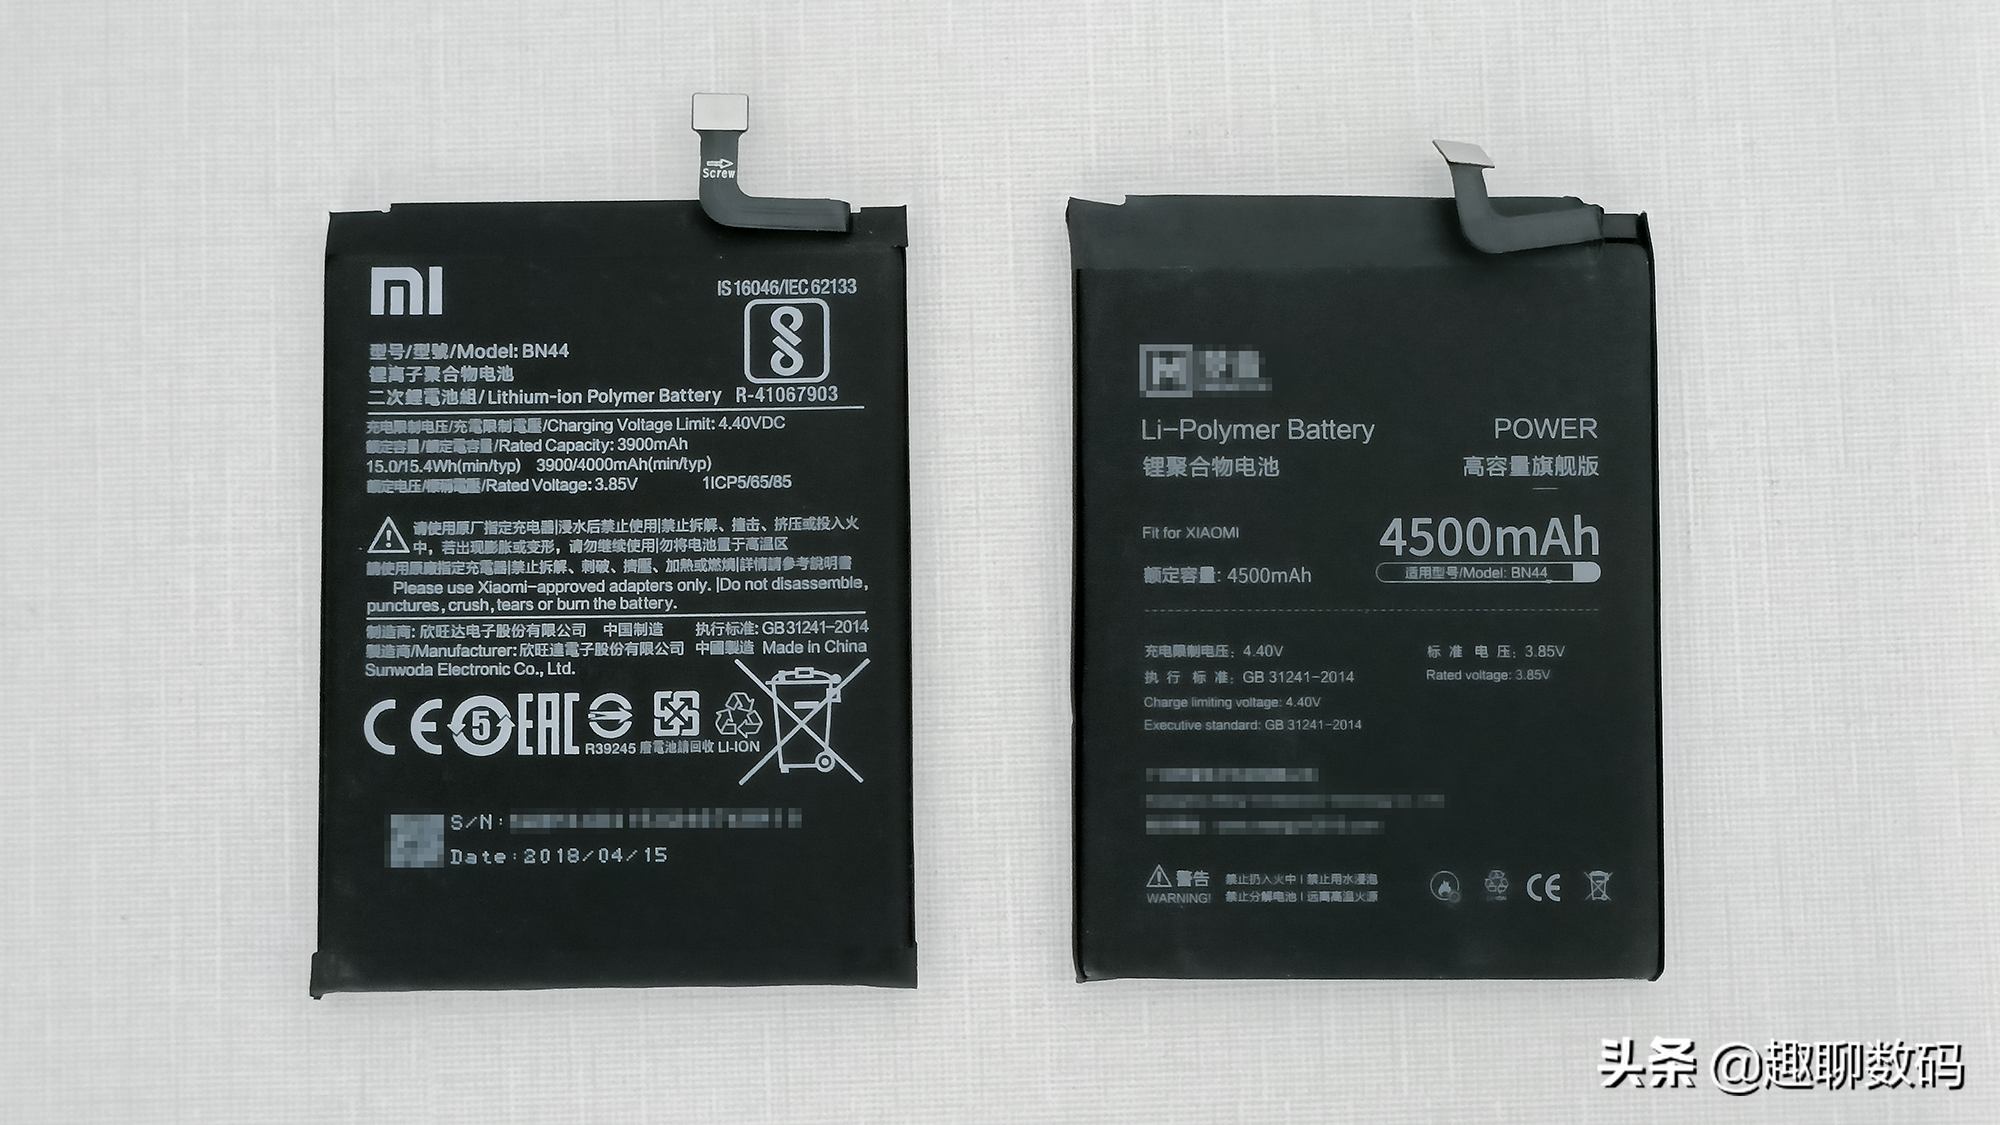 Screw
mi
IS 16046/IEC 62133
型号/型號/Model: BN44
锂离子聚合物电池
二次鋰電池組/Lithium-ion Polymer Battery
R-41067903
充电限制电压/充電限制電壓/Charging Voltage Limit: 4.40VDC
额定容量/額定電容量/Rated Capacity: 3900mAh
15.0/15.4Wh(min/typ) 3900/4000mAh(min/typ)
额定电压/標稱電壓/Rated Voltage: 3.85V 1ICP5/65/85
请使用原厂指定充电器|浸水后禁止使用|禁止拆解、撞击、挤压或投入火
中，若出现膨胀或变形，请勿继续使用|勿将电池置于高温区
請使用原廠指定充電器|禁止拆解、刺破、擠壓、加熱或燃燒|詳情請參考說明書
Please use Xiaomi-approved adapters only. |Do not disassemble,
punctures, crush, tears or burn the battery.
制造商: 欣旺达电子股份有限公司 中国制造 执行标准: GB 31241-2014
製造商/Manufacturer: 欣旺達電子股份有限公司 中國製造 Made in China
Sunwoda Electronic Co., Ltd.
CE 5 EAC
R39245 廢電池請回收 LI-ION
S/N:
Date:2018/04/15
M
Li-Polymer Battery POWER
锂聚合物电池 高容量旗舰版
Fit for XIAOMI 4500mAh
额定容量: 4500mAh 适用型号/Model: BN44
充电限制电压: 4.40V 标准电压: 3.85V
执行标准: GB 31241-2014 Rated voltage: 3.85V
Charge limiting voltage: 4.40V
Executive standard: GB 31241-2014
警告 禁止扔入火中 | 禁止用水浸泡
WARNING! 禁止分解电池 | 远离高温火源
CE
头条 @趣聊数码